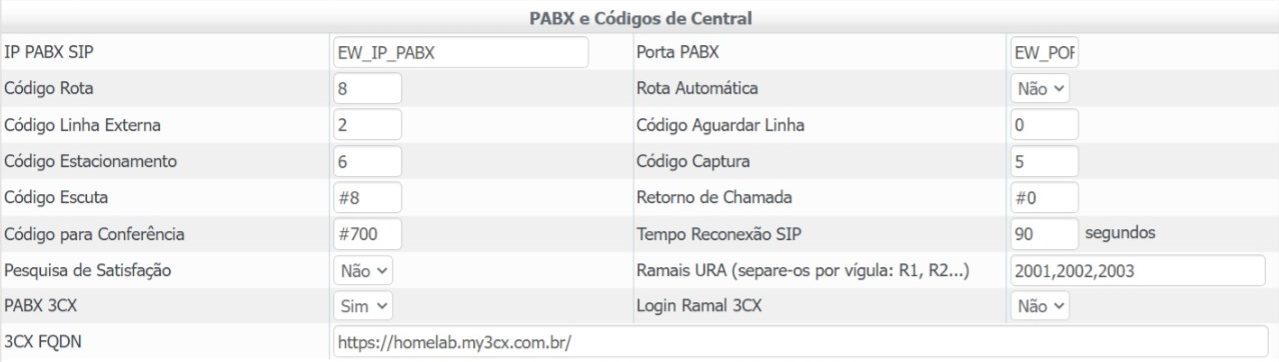 PABX e Códigos de Central
IP PABX SIP EW_IP_PABX Porta PABX EW_POF
Código Rota 8 Rota Automática Não
Código Linha Externa 2 Código Aguardar Linha 0
Código Estacionamento 6 Código Captura 5
Código Escuta #8 Retorno de Chamada #0
Código para Conferência #700 Tempo Reconexão SIP 90 segundos
Pesquisa de Satisfação Não Ramais URA (separe-os por vígula: R1, R2...) 2001,2002,2003
PABX 3CX Sim Login Ramal 3CX Não
3CX FQDN https://homelab.my3cx.com.br/